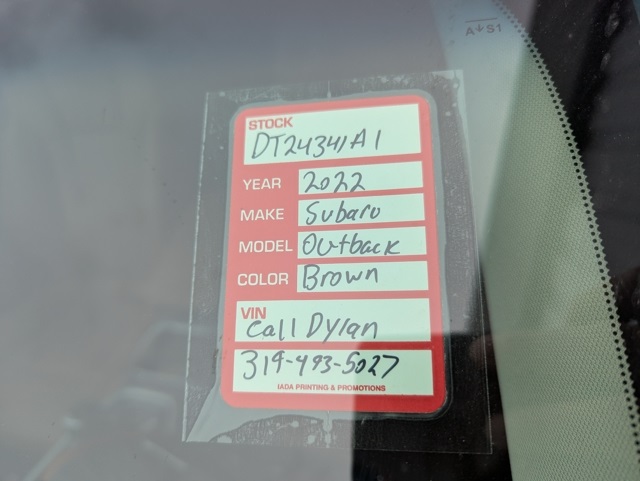 A↓S1
STOCK
DT24341A1
YEAR 2022
MAKE Subaru
MODEL Outback
COLOR Brown
VIN
Call Dylan
319-493-5027
IADA PRINTING & PROMOTIONS